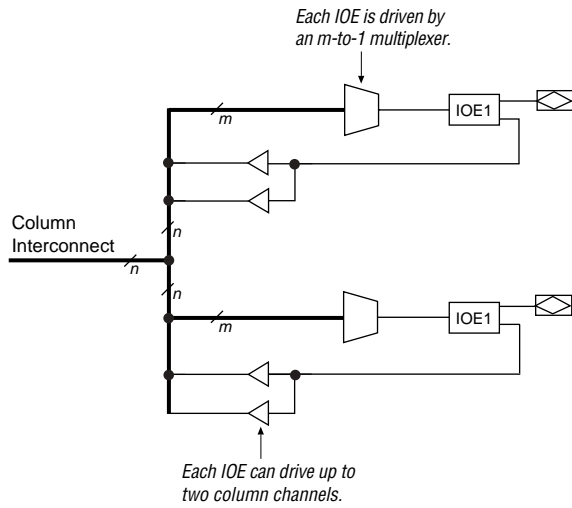 Each IOE is driven by
an m-to-1 multiplexer.
m
IOE1
n
Column
Interconnect
n
n
m
IOE1
Each IOE can drive up to
two column channels.